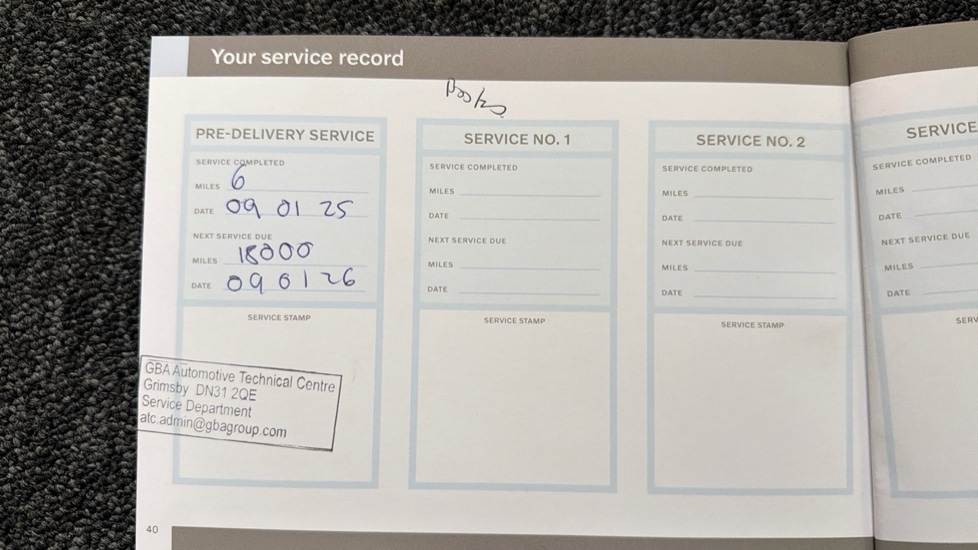 Your service record
PRE-DELIVERY SERVICE
SERVICE COMPLETED
MILES 6
DATE 09 01 25
NEXT SERVICE DUE
MILES 18000
DATE 09 01 26
SERVICE STAMP
GBA Automotive Technical Centre
Grimsby DN31 2QE
Service Department
atc.admin@gbagroup.com
SERVICE NO. 1
SERVICE COMPLETED
MILES
DATE
NEXT SERVICE DUE
MILES
DATE
SERVICE STAMP
SERVICE NO. 2
SERVICE COMPLETED
MILES
DATE
NEXT SERVICE DUE
MILES
DATE
SERVICE STAMP
SERVICE
SERVICE COMPLETED
MILES
DATE
NEXT SERVICE DUE
MILES
DATE
SERV
40